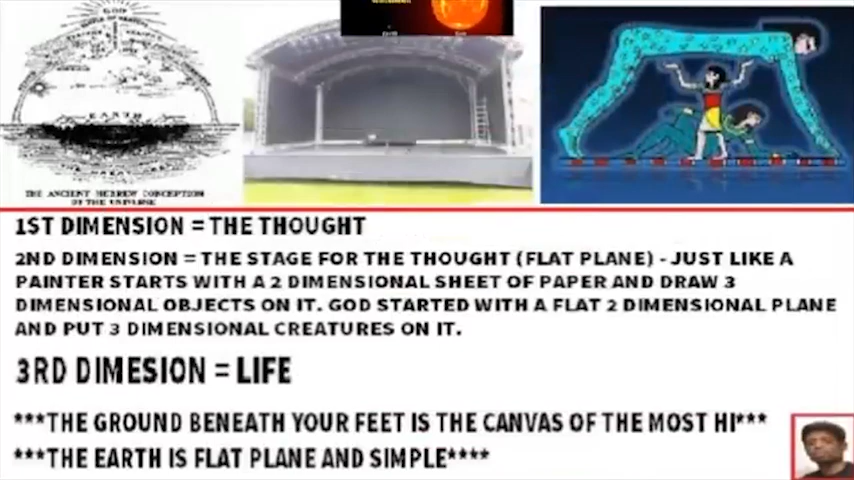 GOD
EARTH
THE ANCIENT HEBREW CONCEPTION
OF THE UNIVERSE
1ST DIMENSION = THE THOUGHT
2ND DIMENSION = THE STAGE FOR THE THOUGHT (FLAT PLANE) - JUST LIKE A
PAINTER STARTS WITH A 2 DIMENSIONAL SHEET OF PAPER AND DRAW 3
DIMENSIONAL OBJECTS ON IT. GOD STARTED WITH A FLAT 2 DIMENSIONAL PLANE
AND PUT 3 DIMENSIONAL CREATURES ON IT.
3RD DIMESION = LIFE
***THE GROUND BENEATH YOUR FEET IS THE CANVAS OF THE MOST HI***
***THE EARTH IS FLAT PLANE AND SIMPLE****